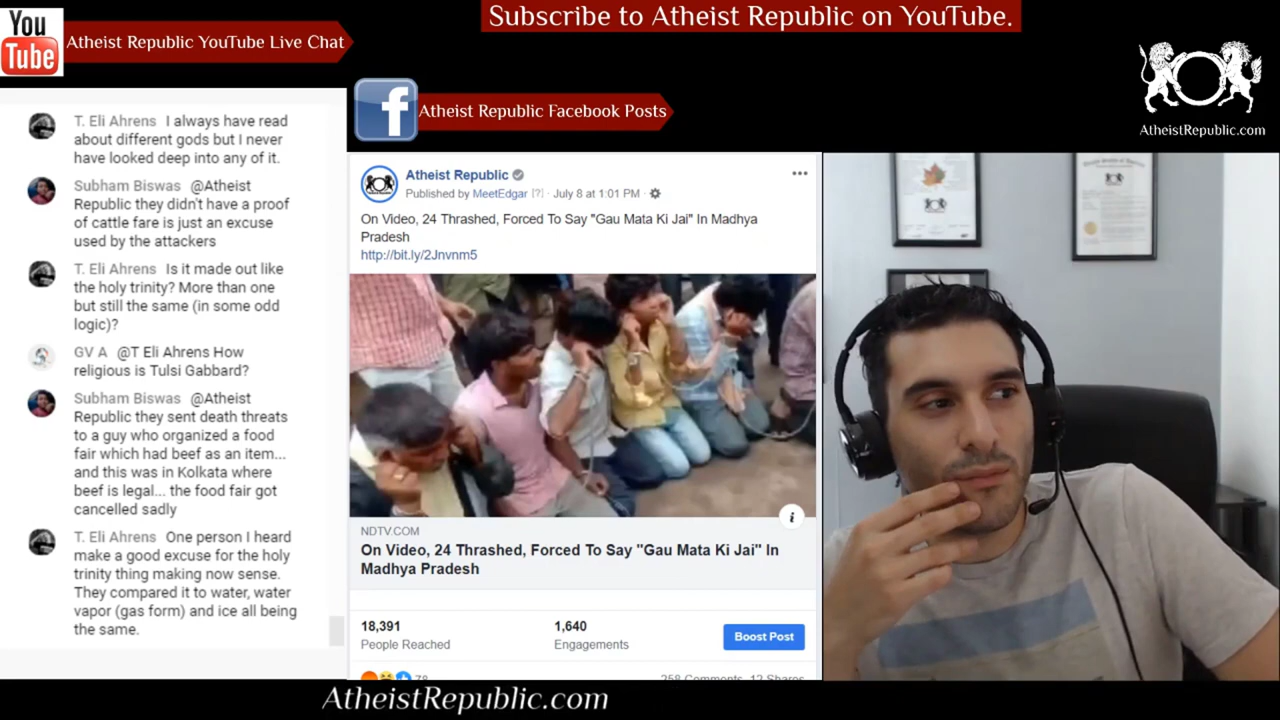 Subscribe to Atheist Republic on YouTube.
You
Tube
Atheist Republic YouTube Live Chat
Atheist Republic Facebook Posts
AtheistRepublic.com
T. Eli Ahrens I always have read
about different gods but I never
have looked deep into any of it.
Subham Biswas @Atheist
Republic they didn't have a proof
of cattle fare is just an excuse
used by the attackers
T. Eli Ahrens Is it made out like
the holy trinity? More than one
but still the same (in some odd
logic)?
GV A @T Eli Ahrens How
religious is Tulsi Gabbard?
Subham Biswas @Atheist
Republic they sent death threats
to a guy who organized a food
fair which had beef as an item...
and this was in Kolkata where
beef is legal... the food fair got
cancelled sadly
T. Eli Ahrens One person I heard
make a good excuse for the holy
trinity thing making now sense.
They compared it to water, water
vapor (gas form) and ice all being
the same.
Atheist Republic
Published by MeetEdgar [?] · July 8 at 1:01 PM ·
On Video, 24 Thrashed, Forced To Say "Gau Mata Ki Jai" In Madhya
Pradesh
http://bit.ly/2Jnvnm5
NDTV.COM
On Video, 24 Thrashed, Forced To Say "Gau Mata Ki Jai" In
Madhya Pradesh
18,391
People Reached
1,640
Engagements
Boost Post
78
258 Comments 12 Shares
AtheistRepublic.com